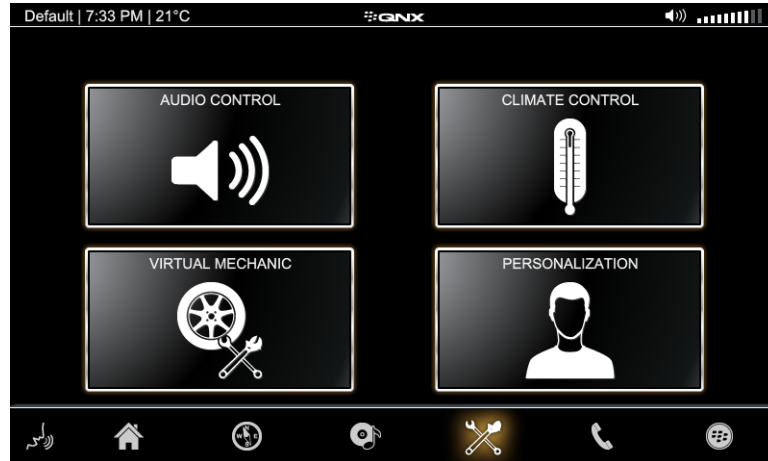 Default | 7:33 PM | 21°C
QNX
AUDIO CONTROL
CLIMATE CONTROL
VIRTUAL MECHANIC
PERSONALIZATION
N
W E